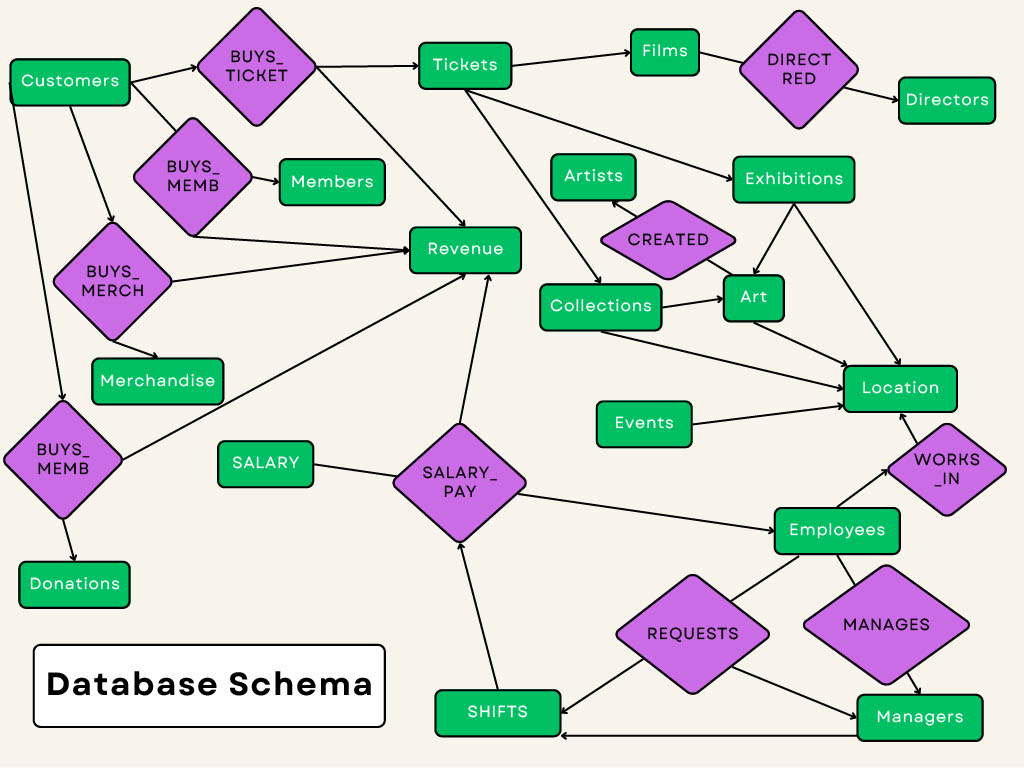 BUYS_
TICKET
Customers
Tickets
Films
DIRECT
RED
Directors
BUYS_
MEMB
Members
Artists
Exhibitions
CREATED
Revenue
BUYS_
MERCH
Collections
Art
Merchandise
Location
Events
BUYS_
MEMB
SALARY
SALARY_
PAY
WORKS
_IN
Employees
Donations
REQUESTS
MANAGES
Database Schema
SHIFTS
Managers